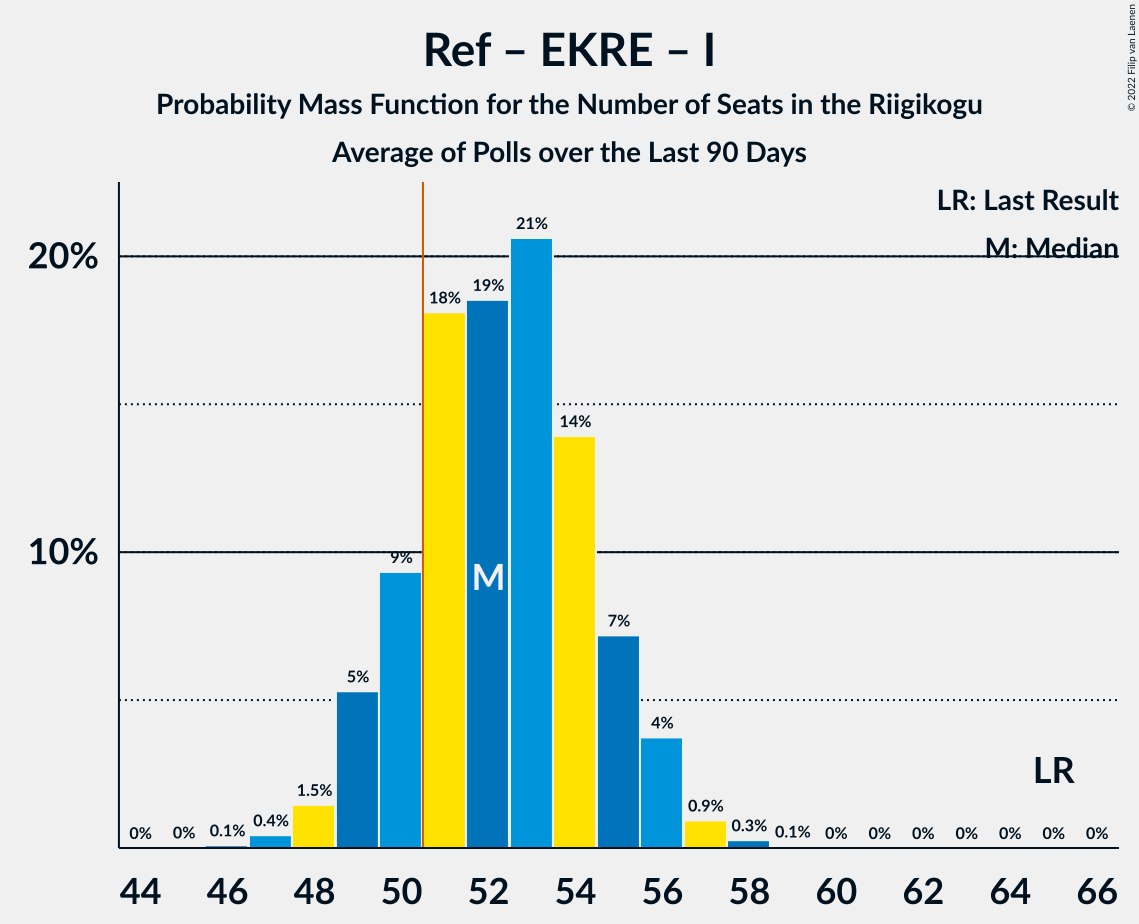 Ref – EKRE – I
Probability Mass Function for the Number of Seats in the Riigikogu
Average of Polls over the Last 90 Days
© 2022 Filip van Laenen
LR: Last Result
M: Median
20%
10%
0%
0%
0.1%
0.4%
1.5%
5%
9%
18%
19%
21%
14%
7%
4%
0.9%
0.3%
0.1%
0%
0%
0%
0%
0%
0%
0%
M
LR
44 46 48 50 52 54 56 58 60 62 64 66